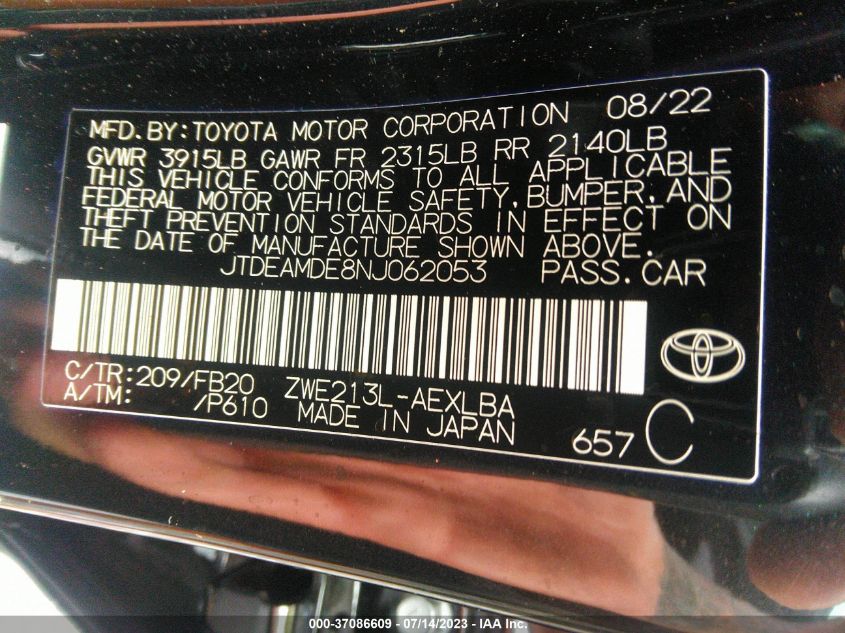 MFD.BY:TOYOTA MOTOR CORPORATION 08/22
GVWR 3915LB GAWR FR 2315LB RR 2140LB
THIS VEHICLE CONFORMS TO ALL APPLICABLE
FEDERAL MOTOR VEHICLE SAFETY, BUMPER, AND
THEFT PREVENTION STANDARDS IN EFFECT ON
THE DATE OF MANUFACTURE SHOWN ABOVE.
JTDEAMDE8NJ062053 PASS.CAR
C/TR:209/FB20 ZWE213L-AEXLBA
A/TM: /P610 MADE IN JAPAN
657 C
000-37086609 / 07/14/2023 / IAA Inc.